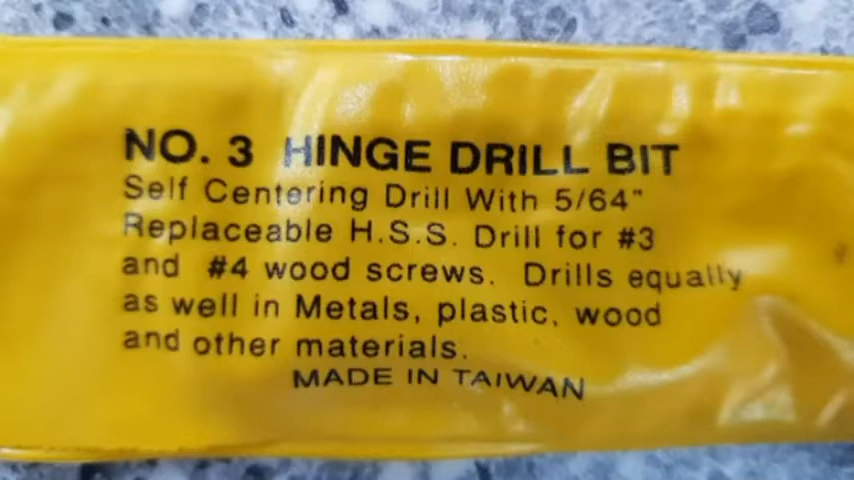 NO. 3 HINGE DRILL BIT
Self Centering Drill With 5/64"
Replaceable H.S.S. Drill for #3
and #4 wood screws. Drills equally
as well in Metals, plastic, wood
and other materials.
MADE IN TAIWAN